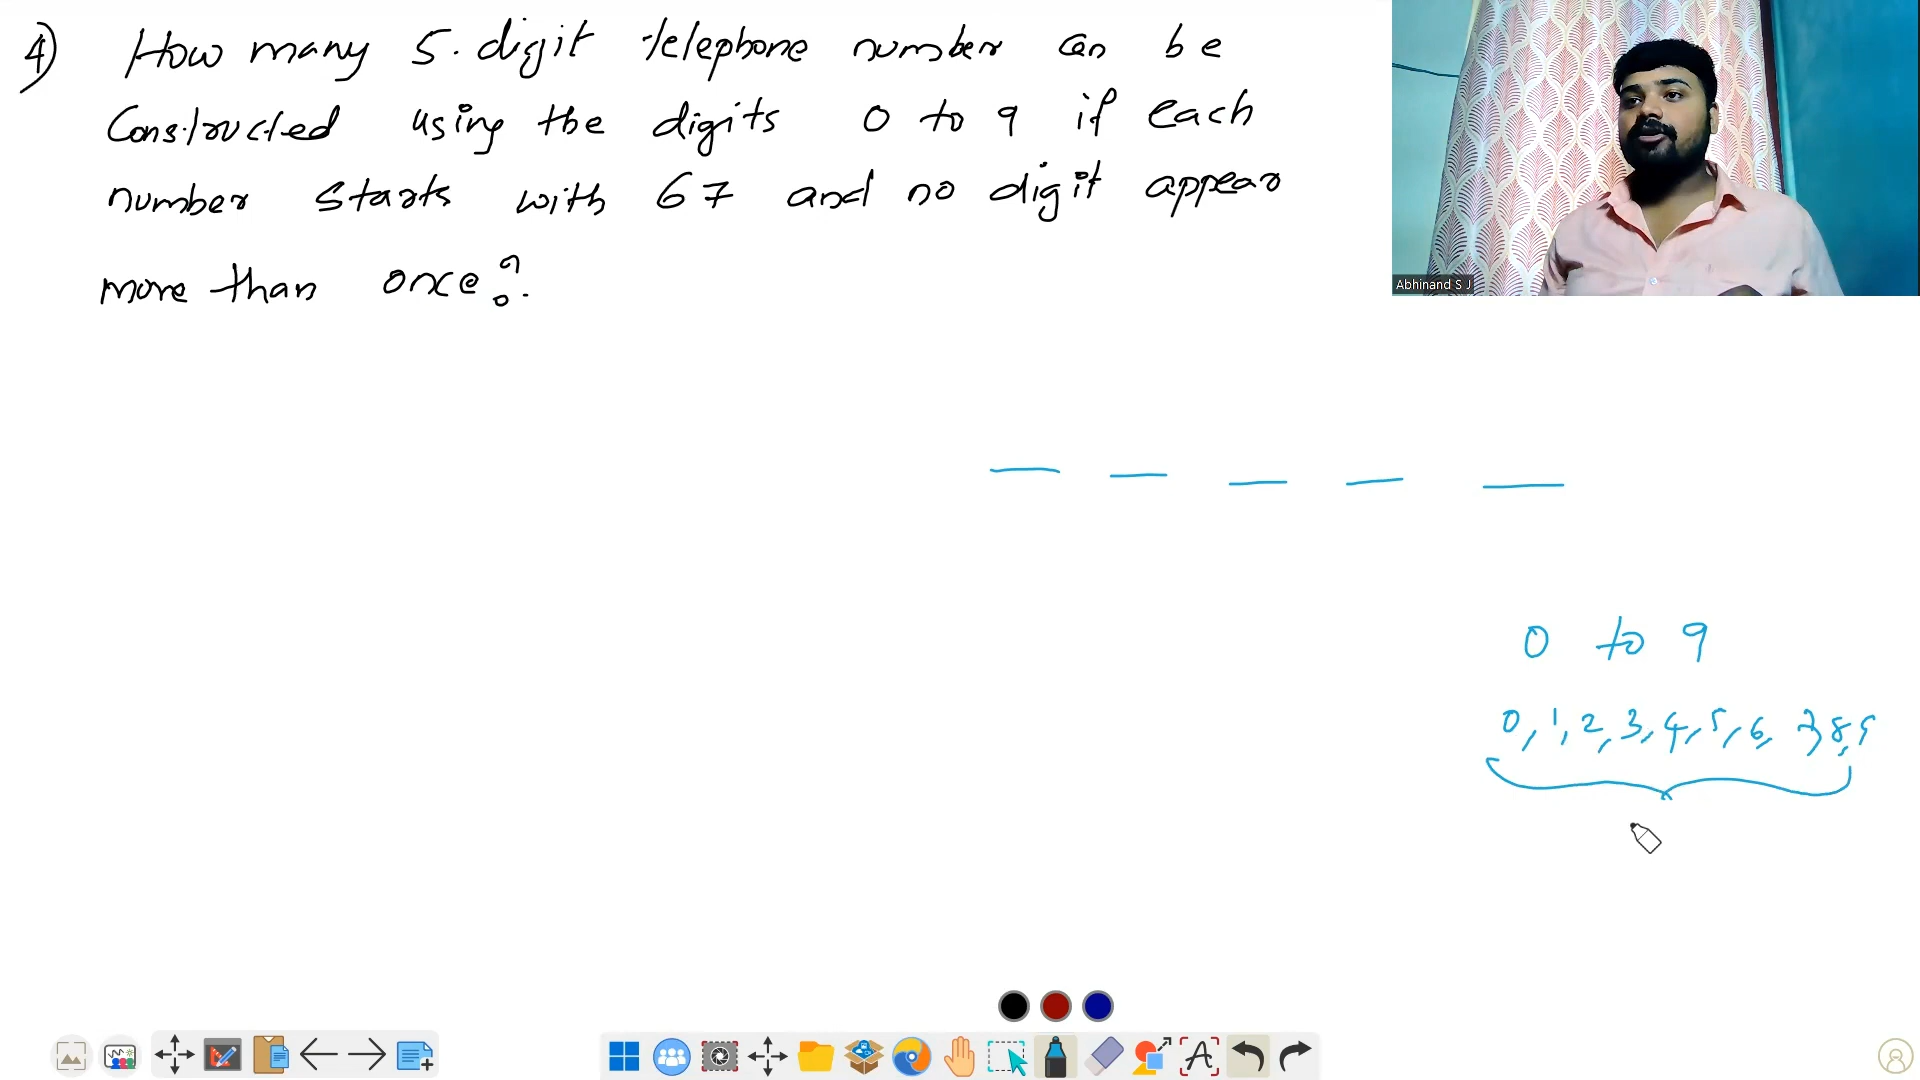 4) How many 5.digit telephone number can be
Constructed using the digits 0 to 9 if each
number starts with 67 and no digit appear
more than once?
Abhinand S J
0 to 9
0, 1, 2, 3, 4, 5, 6, 7, 8, 9